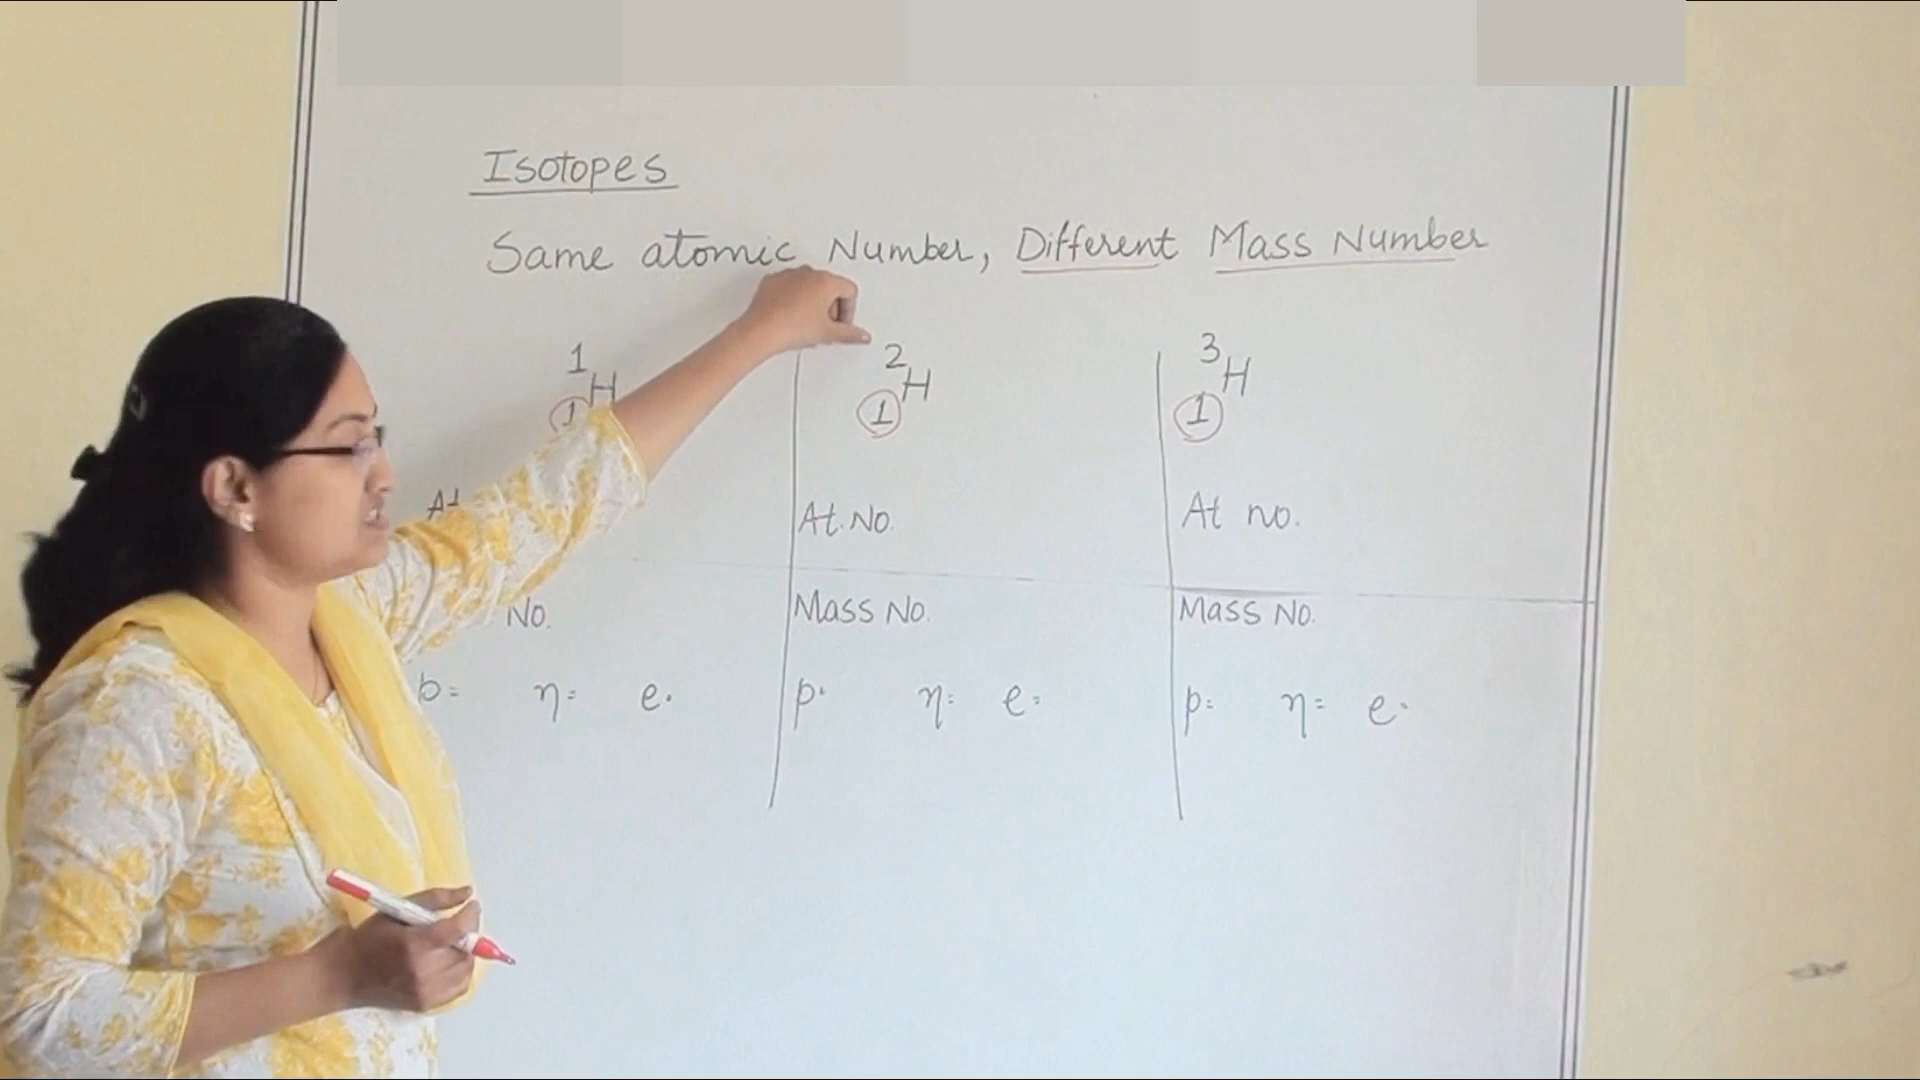 Isotopes
Same atomic Number, Different Mass Number
1 H 1
2 H 1
3 H 1
At
At. No.
At no.
No.
Mass No.
Mass No.
p= η= e=
p= η= e=
p= η= e=